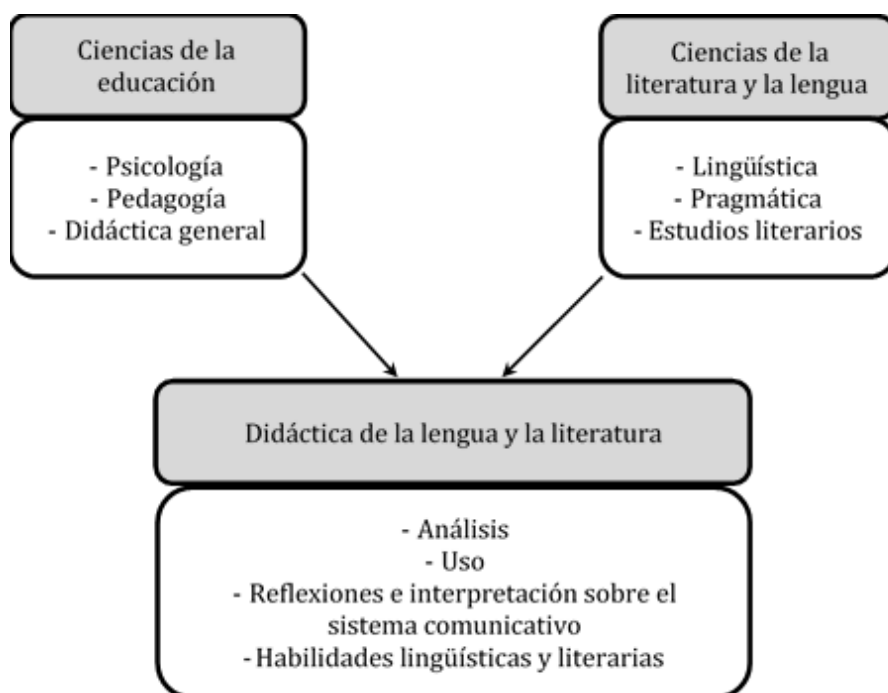 Ciencias de la
educación
- Psicología
- Pedagogía
- Didáctica general
Ciencias de la
literatura y la lengua
- Lingüística
- Pragmática
- Estudios literarios
Didáctica de la lengua y la literatura
- Análisis
- Uso
- Reflexiones e interpretación sobre el
sistema comunicativo
-Habilidades lingüísticas y literarias